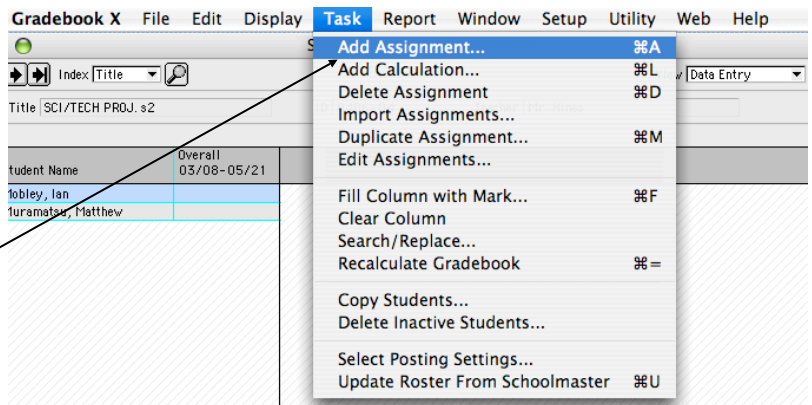 Gradebook X File Edit Display Task Report Window Setup Utility Web Help
S
Add Assignment... ⌘A
Index Title
Add Calculation... ⌘L
Data Entry
Delete Assignment ⌘D
Title SCI/TECH PROJ. s2
Import Assignments...
Duplicate Assignment... ⌘M
Edit Assignments...
Overall
tudent Name 03/08-05/21
Mobley, Ian
Muramatsu, Matthew
Fill Column with Mark... ⌘F
Clear Column
Search/Replace...
Recalculate Gradebook ⌘=
Copy Students...
Delete Inactive Students...
Select Posting Settings...
Update Roster From Schoolmaster ⌘U